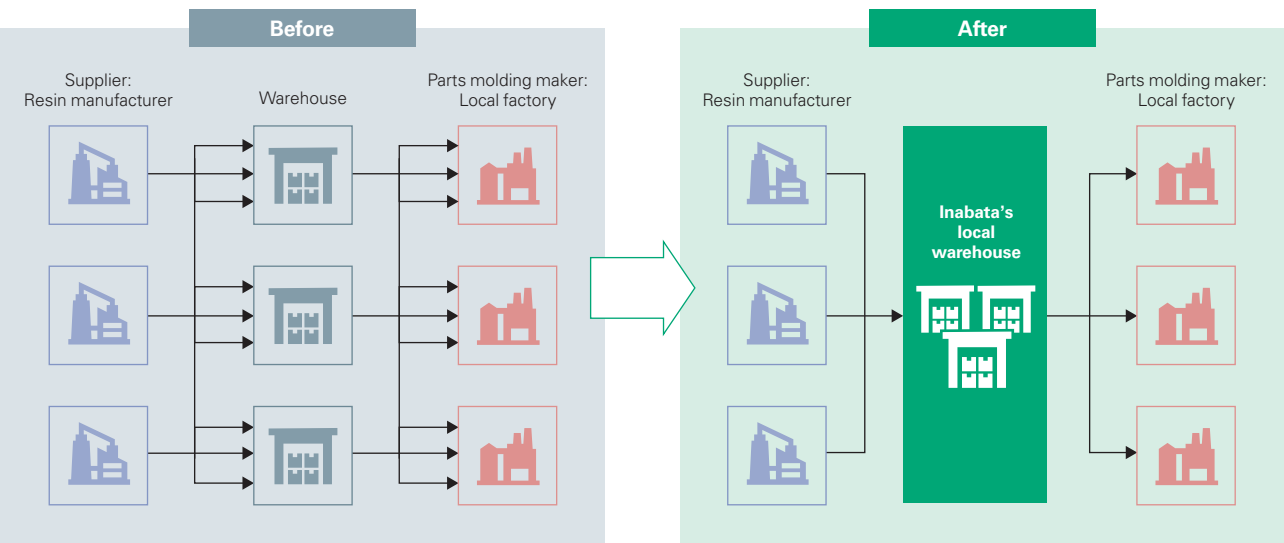 Before
Supplier:
Resin manufacturer
Warehouse
Parts molding maker:
Local factory
After
Supplier:
Resin manufacturer
Inabata’s
local
warehouse
Parts molding maker:
Local factory